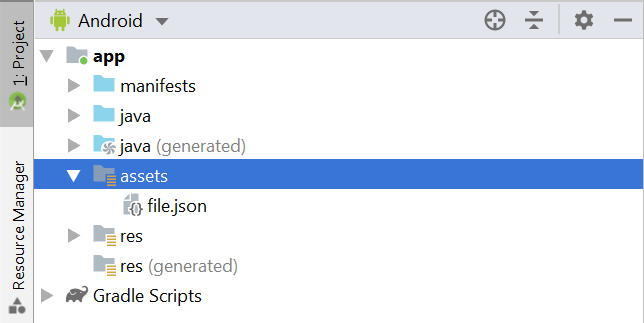 1: Project
Resource Manager
Android
app
manifests
java
java (generated)
assets
file.json
res
res (generated)
Gradle Scripts